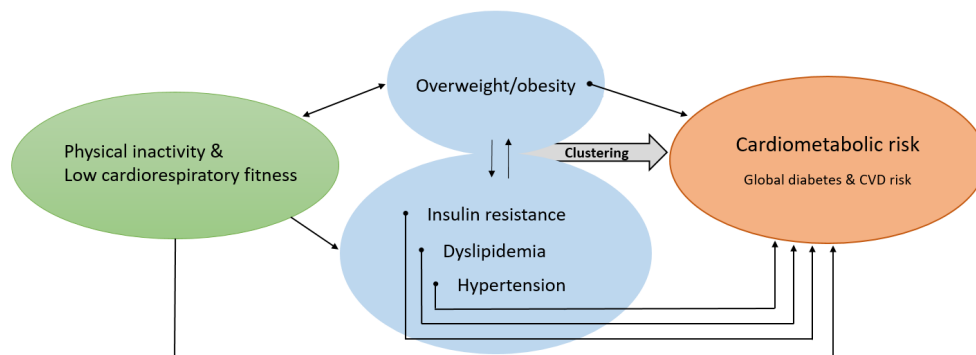 Overweight/obesity
Physical inactivity &
Low cardiorespiratory fitness
Clustering
Cardiometabolic risk
Global diabetes & CVD risk
Insulin resistance
Dyslipidemia
Hypertension